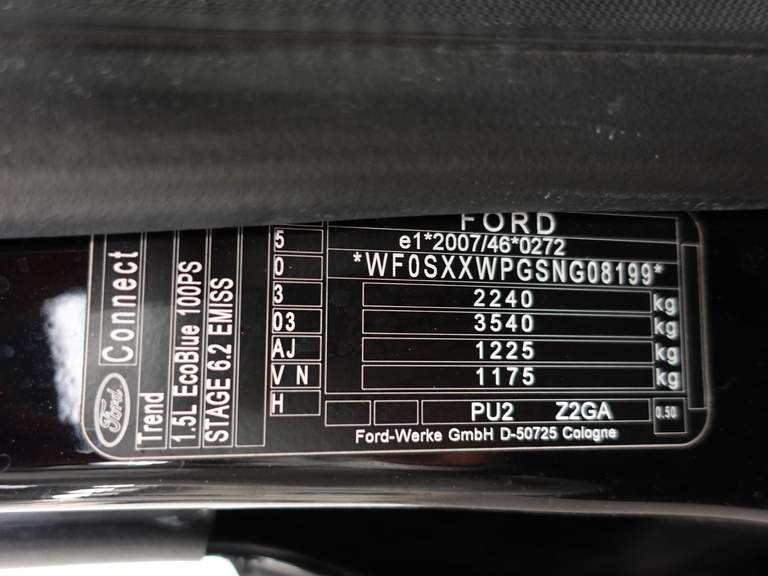 FORD
e1*2007/46*0272
*WF0SXXWPGSNG08199*
2240 kg
3540 kg
1225 kg
1175 kg
PU2 Z2GA 0.50
Ford-Werke GmbH D-50725 Cologne
5
0
3
03
AJ
V N
H
Ford Connect
Trend
1.5L EcoBlue 100PS
STAGE 6.2 EMISS